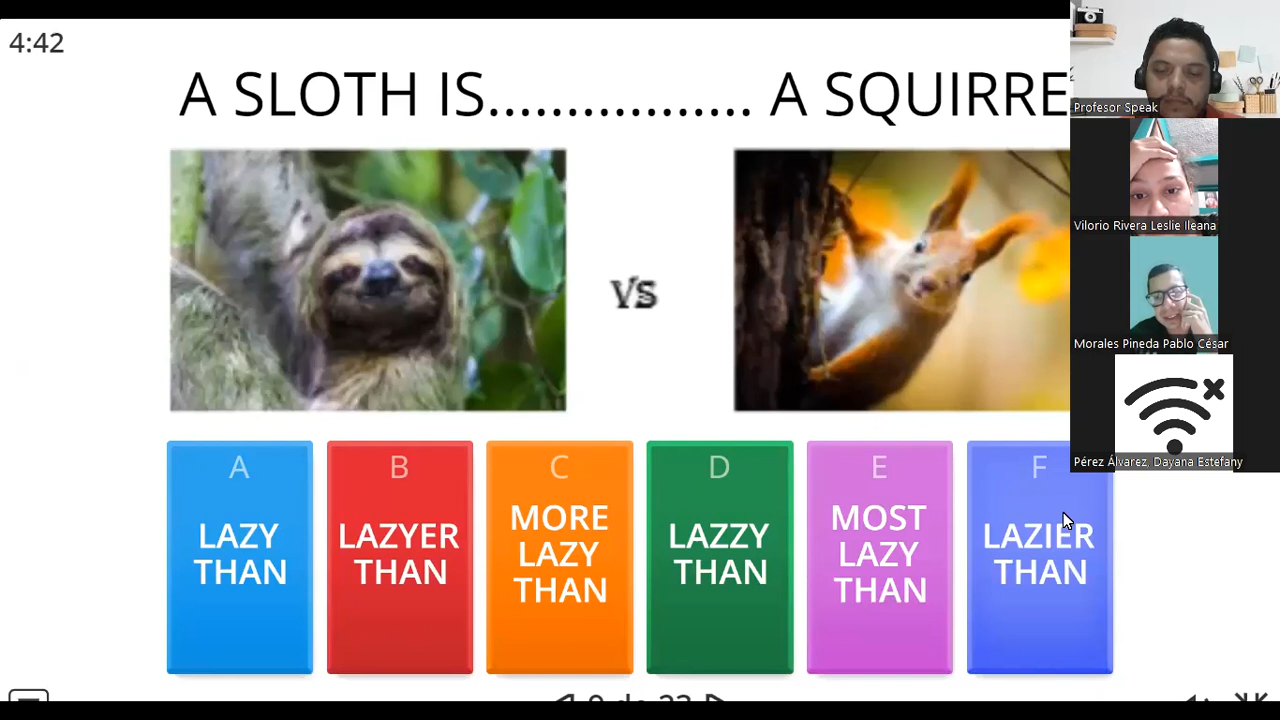 4:42
A SLOTH IS................. A SQUIRRE
Profesor Speak
Vilorio Rivera Leslie Ileana
VS
Morales Pineda Pablo César
Pérez Álvarez, Dayana Estefany
A
LAZY
THAN
B
LAZYER
THAN
C
MORE
LAZY
THAN
D
LAZZY
THAN
E
MOST
LAZY
THAN
F
LAZIER
THAN